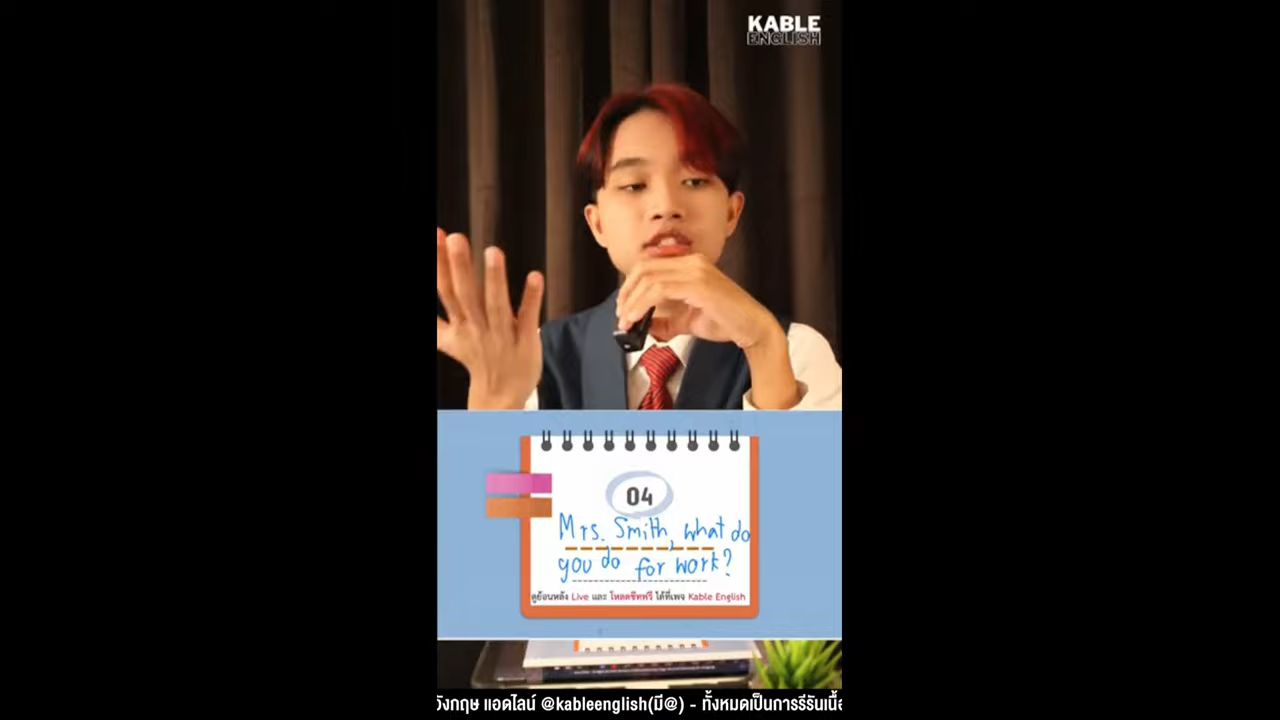 KABLE
ENGLISH
04
Mrs. Smith, what do
you do for work?
ดูย้อนหลัง Live และ โหลดชีทฟรี ได้ที่เพจ Kable English
วังกฤษ แอดไลน์ @kableenglish(มี@) - ทั้งหมดเป็นการรีรันเนื้อ